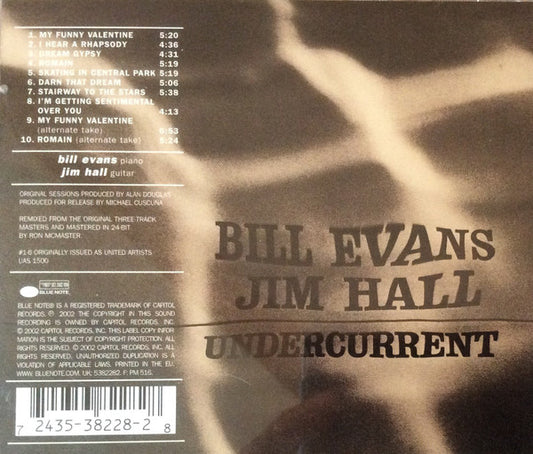 1. MY FUNNY VALENTINE 5:20
2. I HEAR A RHAPSODY 4:36
3. DREAM GYPSY 4:31
4. ROMAIN 5:19
5. SKATING IN CENTRAL PARK 5:19
6. DARN THAT DREAM 5:06
7. STAIRWAY TO THE STARS 5:38
8. I'M GETTING SENTIMENTAL
OVER YOU 4:13
9. MY FUNNY VALENTINE
(alternate take) 6:53
10. ROMAIN (alternate take) 5:24
bill evans piano
jim hall guitar
ORIGINAL SESSIONS PRODUCED BY ALAN DOUGLAS
PRODUCED FOR RELEASE BY MICHAEL CUSCUNA
REMIXED FROM THE ORIGINAL THREE-TRACK
MASTERS AND MASTERED IN 24-BIT
BY RON MCMASTER
#1-8 ORIGINALLY ISSUED AS UNITED ARTISTS
UAS 1500
BLUE NOTE
BLUE NOTE® IS A REGISTERED TRADEMARK OF CAPITOL
RECORDS. ℗ 2002 THE COPYRIGHT IN THIS SOUND
RECORDING IS OWNED BY CAPITOL RECORDS, INC.
© 2002 CAPITOL RECORDS, INC. THIS LABEL COPY INFOR-
MATION IS THE SUBJECT OF COPYRIGHT PROTECTION. ALL
RIGHTS RESERVED. © 2002 CAPITOL RECORDS, INC. ALL
RIGHTS RESERVED. UNAUTHORIZED DUPLICATION IS A
VIOLATION OF APPLICABLE LAWS. PRINTED IN THE EU.
WWW.BLUENOTE.COM. UK: 5382282. F: PM 516.
7 2435-38228-2 8
BILL EVANS
JIM HALL
UNDERCURRENT